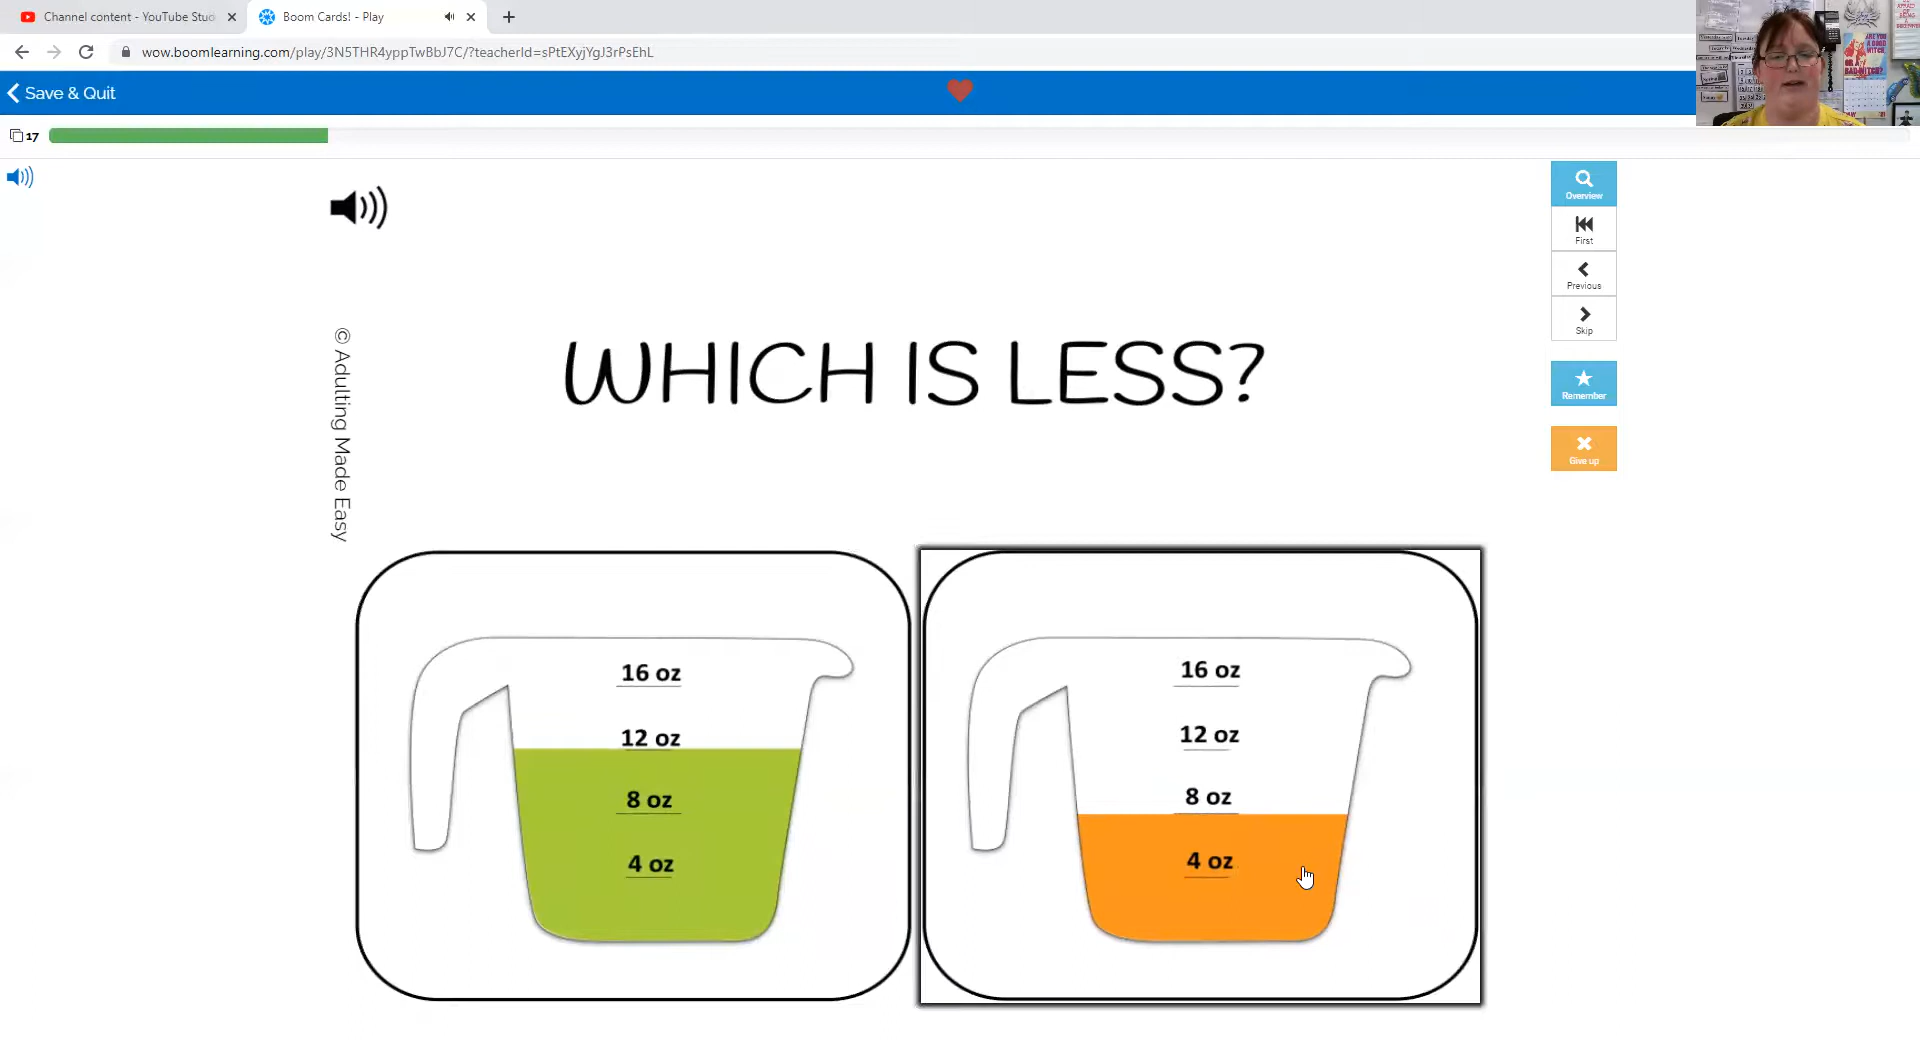 Channel content - YouTube Stud
Boom Cards! - Play
wow.boomlearning.com/play/3N5THR4yppTwBbJ7C/?teacherId=sPtEXyjYgJ3rPsEhL
Save & Quit
17
Overview
First
Previous
Skip
Remember
Give up
© Adulting Made Easy
WHICH IS LESS?
16 oz
12 oz
8 oz
4 oz
16 oz
12 oz
8 oz
4 oz